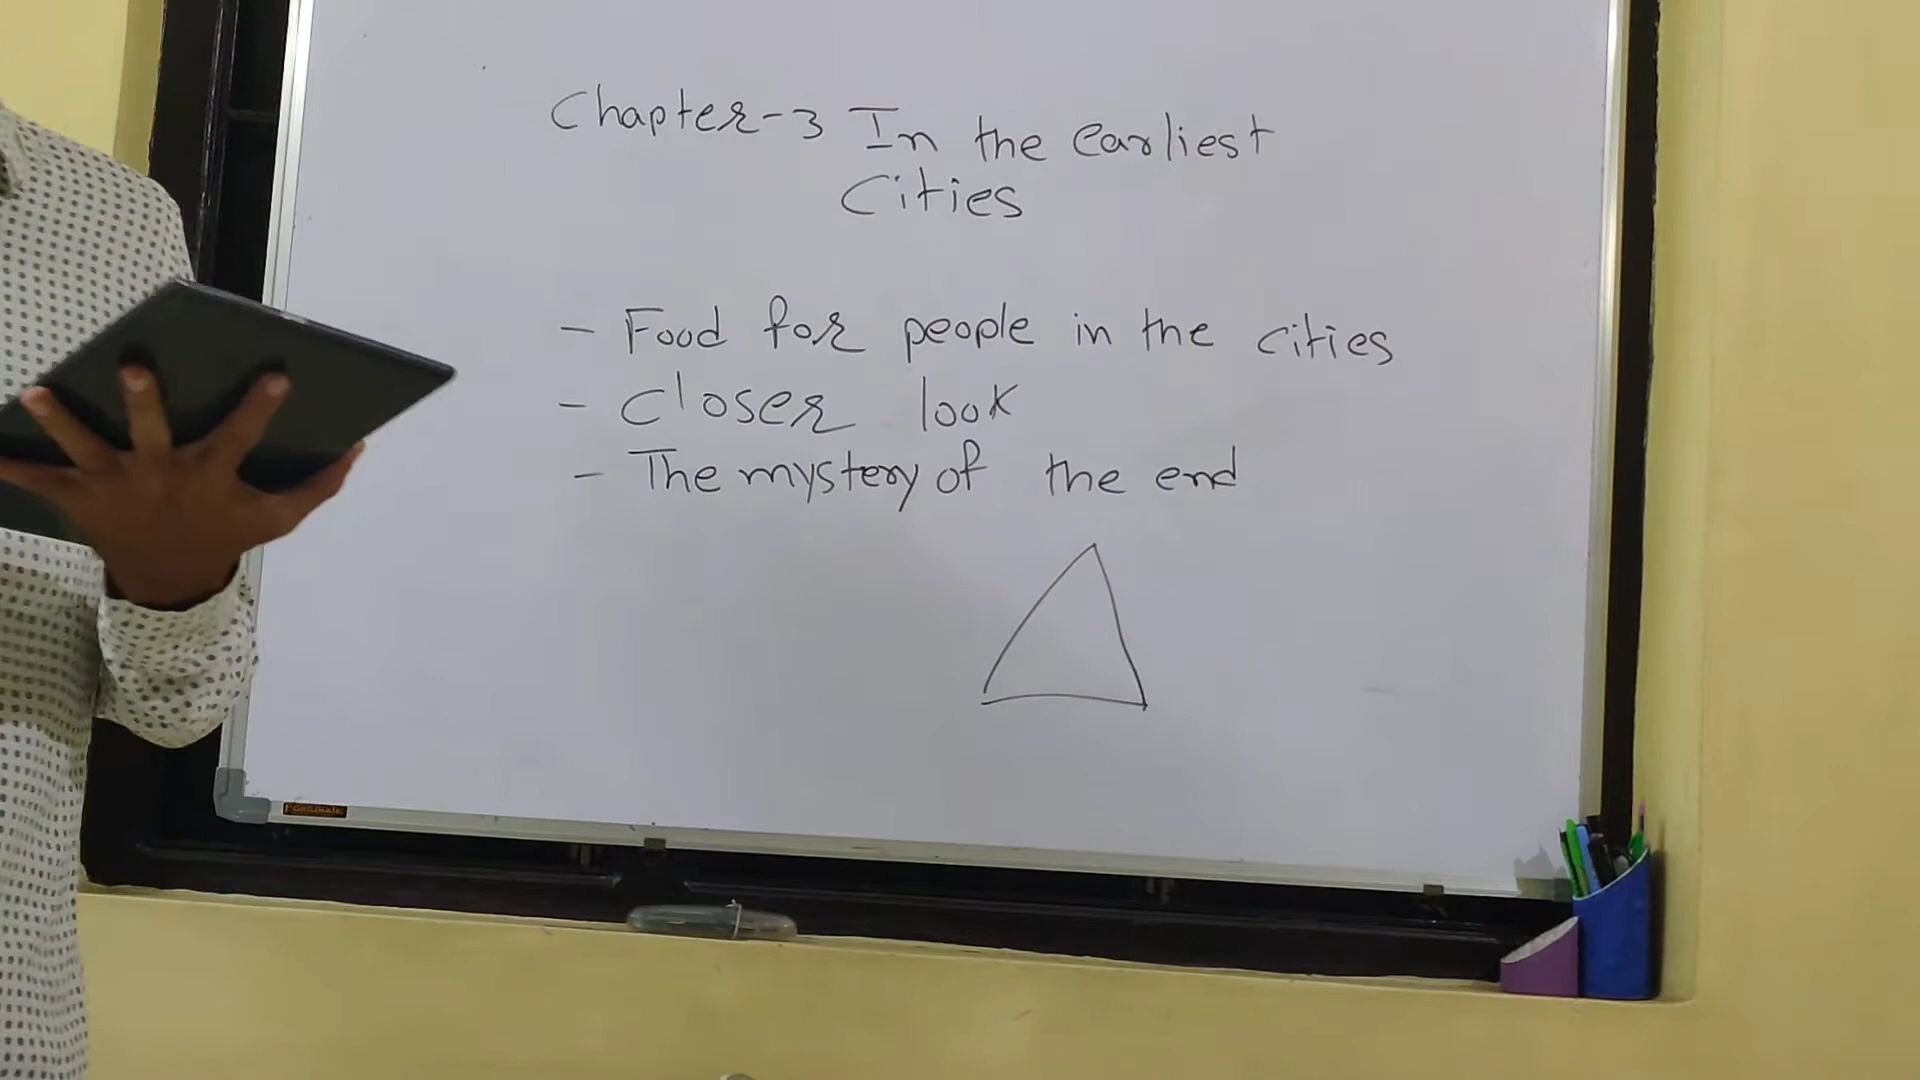 Chapter-3 In the earliest
Cities
- Food for people in the cities
- Closer look
- The mystery of the end